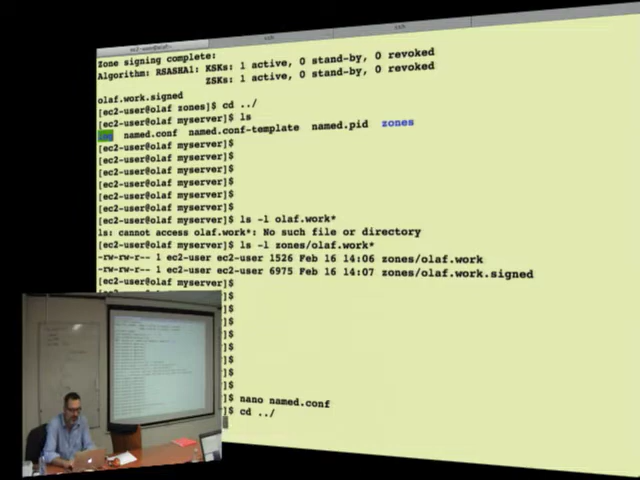 ec2-user@olaf:~
ssh
ssh
Zone signing complete:
Algorithm: RSASHA1: KSKs: 1 active, 0 stand-by, 0 revoked
ZSKs: 1 active, 0 stand-by, 0 revoked
olaf.work.signed
[ec2-user@olaf zones]$ cd ../
[ec2-user@olaf myserver]$ ls
log named.conf named.conf-template named.pid zones
[ec2-user@olaf myserver]$
[ec2-user@olaf myserver]$
[ec2-user@olaf myserver]$
[ec2-user@olaf myserver]$
[ec2-user@olaf myserver]$
[ec2-user@olaf myserver]$
[ec2-user@olaf myserver]$ ls -l olaf.work*
ls: cannot access olaf.work*: No such file or directory
[ec2-user@olaf myserver]$ ls -l zones/olaf.work*
-rw-rw-r-- 1 ec2-user ec2-user 1526 Feb 16 14:06 zones/olaf.work
-rw-rw-r-- 1 ec2-user ec2-user 6975 Feb 16 14:07 zones/olaf.work.signed
[ec2-user@olaf myserver]$
$
$
$
$
$
$
$
$
$ nano named.conf
$ cd ../